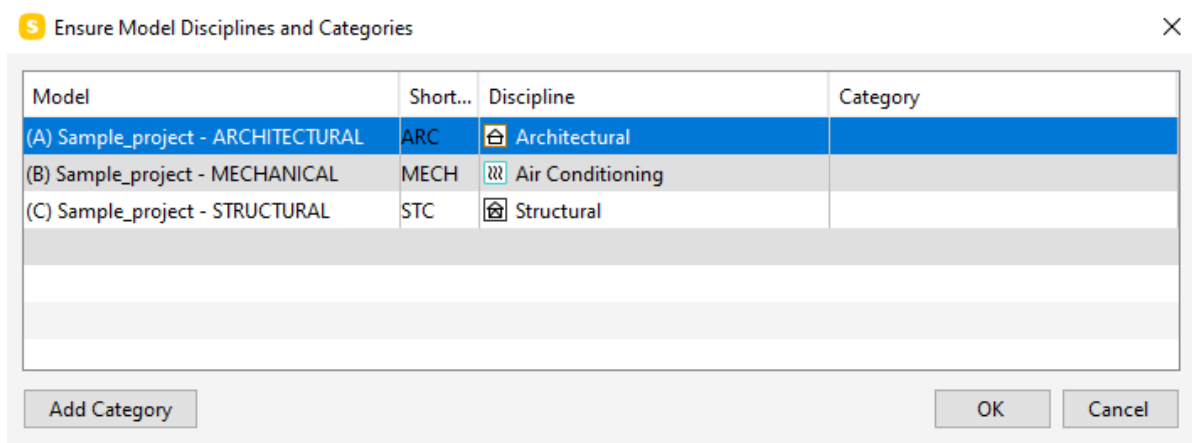 S Ensure Model Disciplines and Categories
Model Short... Discipline Category
(A) Sample_project - ARCHITECTURAL ARC Architectural
(B) Sample_project - MECHANICAL MECH Air Conditioning
(C) Sample_project - STRUCTURAL STC Structural
Add Category OK Cancel